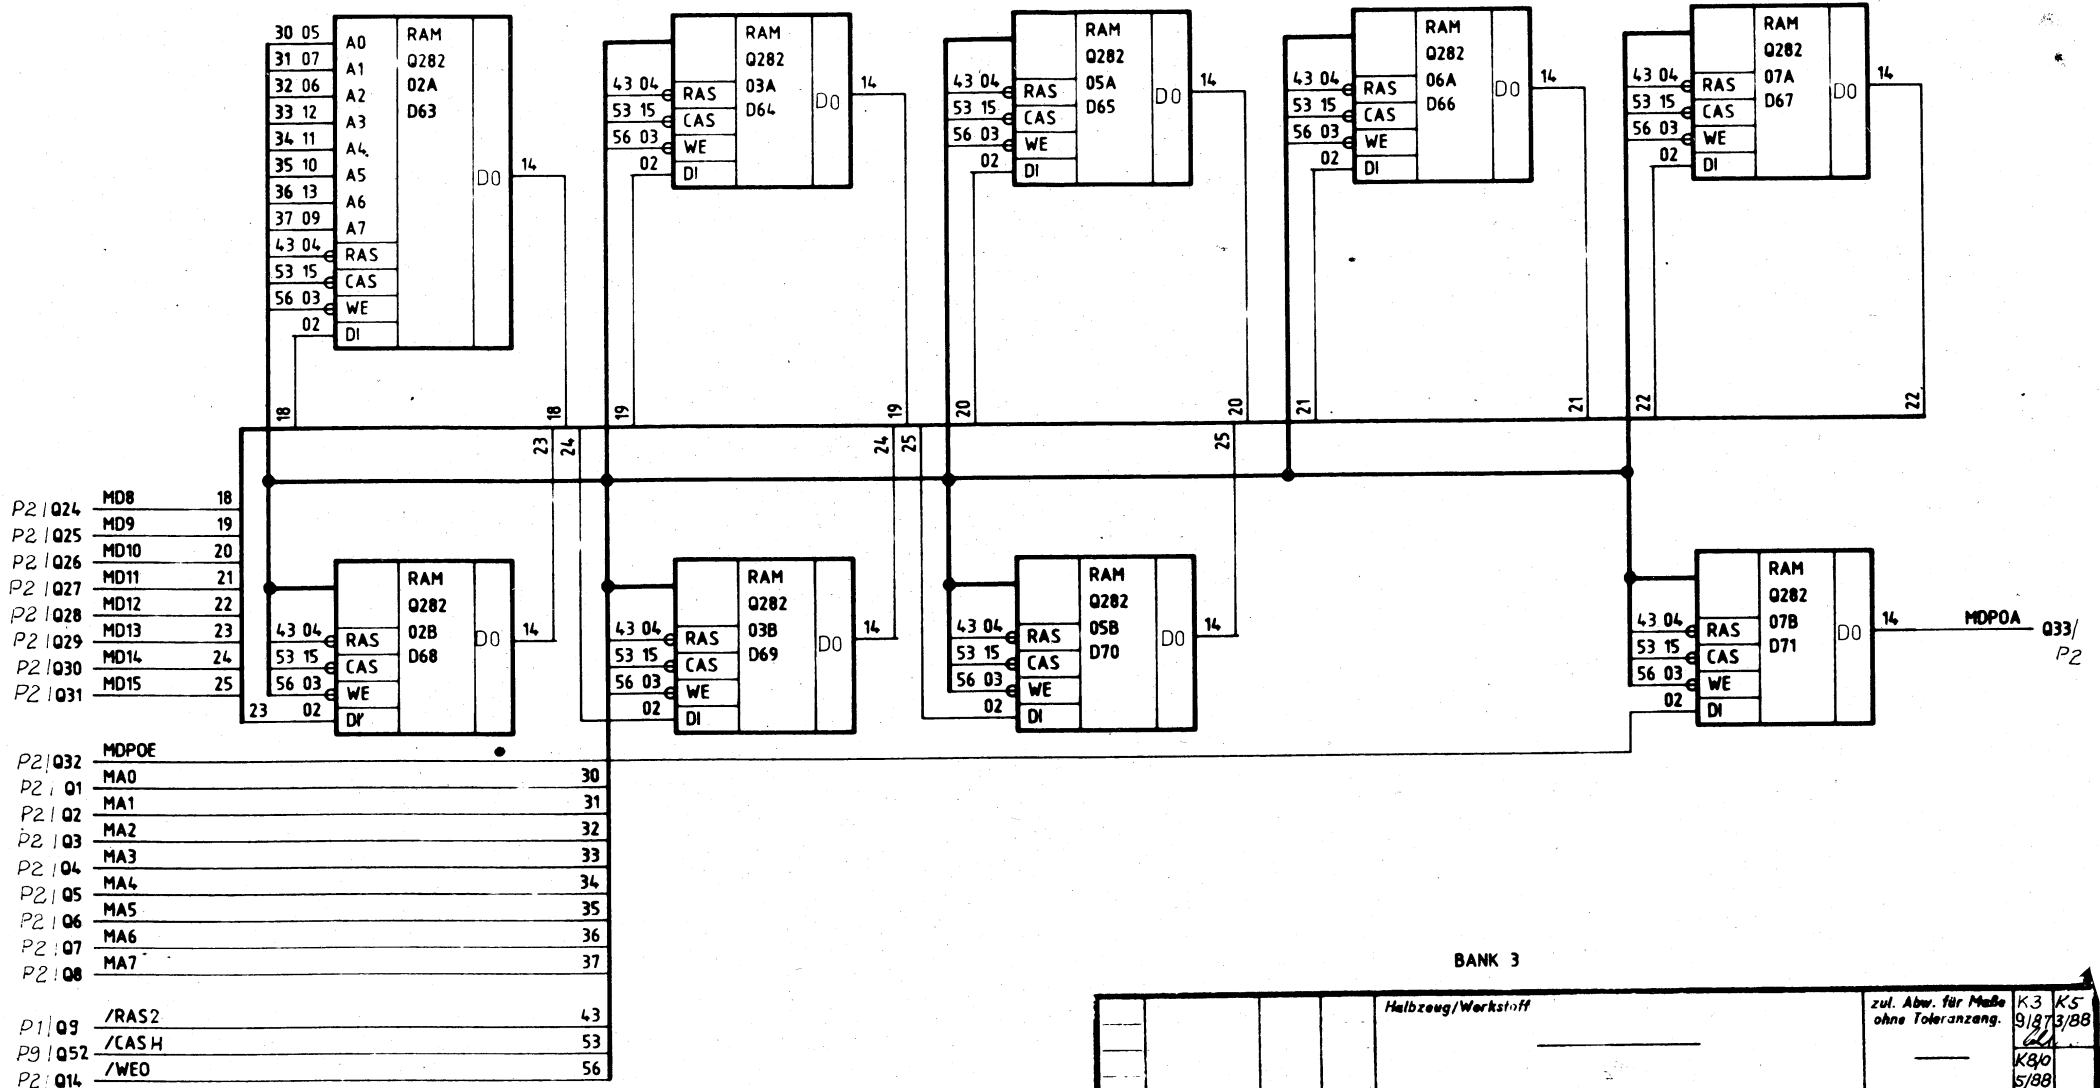 30 05 A0 RAM
31 07 A1 Q282
32 06 A2 02A
33 12 A3 D63
34 11 A4
35 10 A5 D0 14
36 13 A6
37 09 A7
43 04 RAS
53 15 CAS
56 03 WE
02 DI
RAM
Q282
43 04 RAS 03A D0 14
53 15 CAS D64
56 03 WE
02 DI
RAM
Q282
43 04 RAS 05A D0 14
53 15 CAS D65
56 03 WE
02 DI
RAM
Q282
43 04 RAS 06A D0 14
53 15 CAS D66
56 03 WE
02 DI
RAM
Q282
43 04 RAS 07A D0 14
53 15 CAS D67
56 03 WE
02 DI
18 18 19 19 20 20 21 21 22 22
23 24 24 25 25
P2/Q24 MD8 18
P2/Q25 MD9 19
P2/Q26 MD10 20
P2/Q27 MD11 21
P2/Q28 MD12 22
P2/Q29 MD13 23
P2/Q30 MD14 24
P2/Q31 MD15 25
RAM
Q282
43 04 RAS 02B D0 14
53 15 CAS D68
56 03 WE
23 02 DI
RAM
Q282
43 04 RAS 03B D0 14
53 15 CAS D69
56 03 WE
02 DI
RAM
Q282
43 04 RAS 05B D0 14
53 15 CAS D70
56 03 WE
02 DI
RAM
Q282
43 04 RAS 07B D0 14 MDPOA Q33/
53 15 CAS D71 P2
56 03 WE
02 DI
P2/Q32 MDPOE
P2/Q1 MA0 30
P2/Q2 MA1 31
P2/Q3 MA2 32
P2/Q4 MA3 33
P2/Q5 MA4 34
P2/Q6 MA5 35
P2/Q7 MA6 36
P2/Q8 MA7 37
P1/Q9 /RAS2 43
P9/Q52 /CASH 53
P2/Q14 /WE0 56
BANK 3
Halbzeug/Werkstoff
zul. Abw. für Maße
ohne Toleranzang.
K3 K5
9/87 3/88
K8/0
5/88